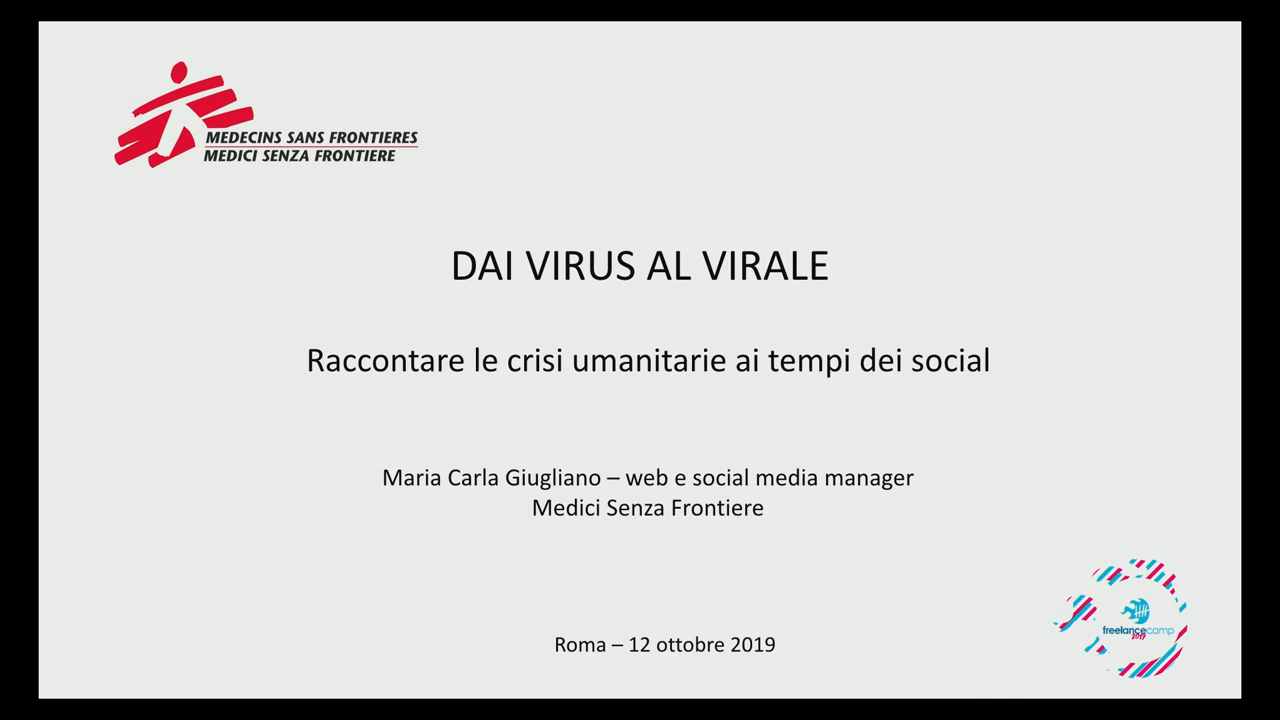 MEDECINS SANS FRONTIERES
MEDICI SENZA FRONTIERE
DAI VIRUS AL VIRALE
Raccontare le crisi umanitarie ai tempi dei social
Maria Carla Giugliano – web e social media manager
Medici Senza Frontiere
freelancecamp
2019
Roma – 12 ottobre 2019